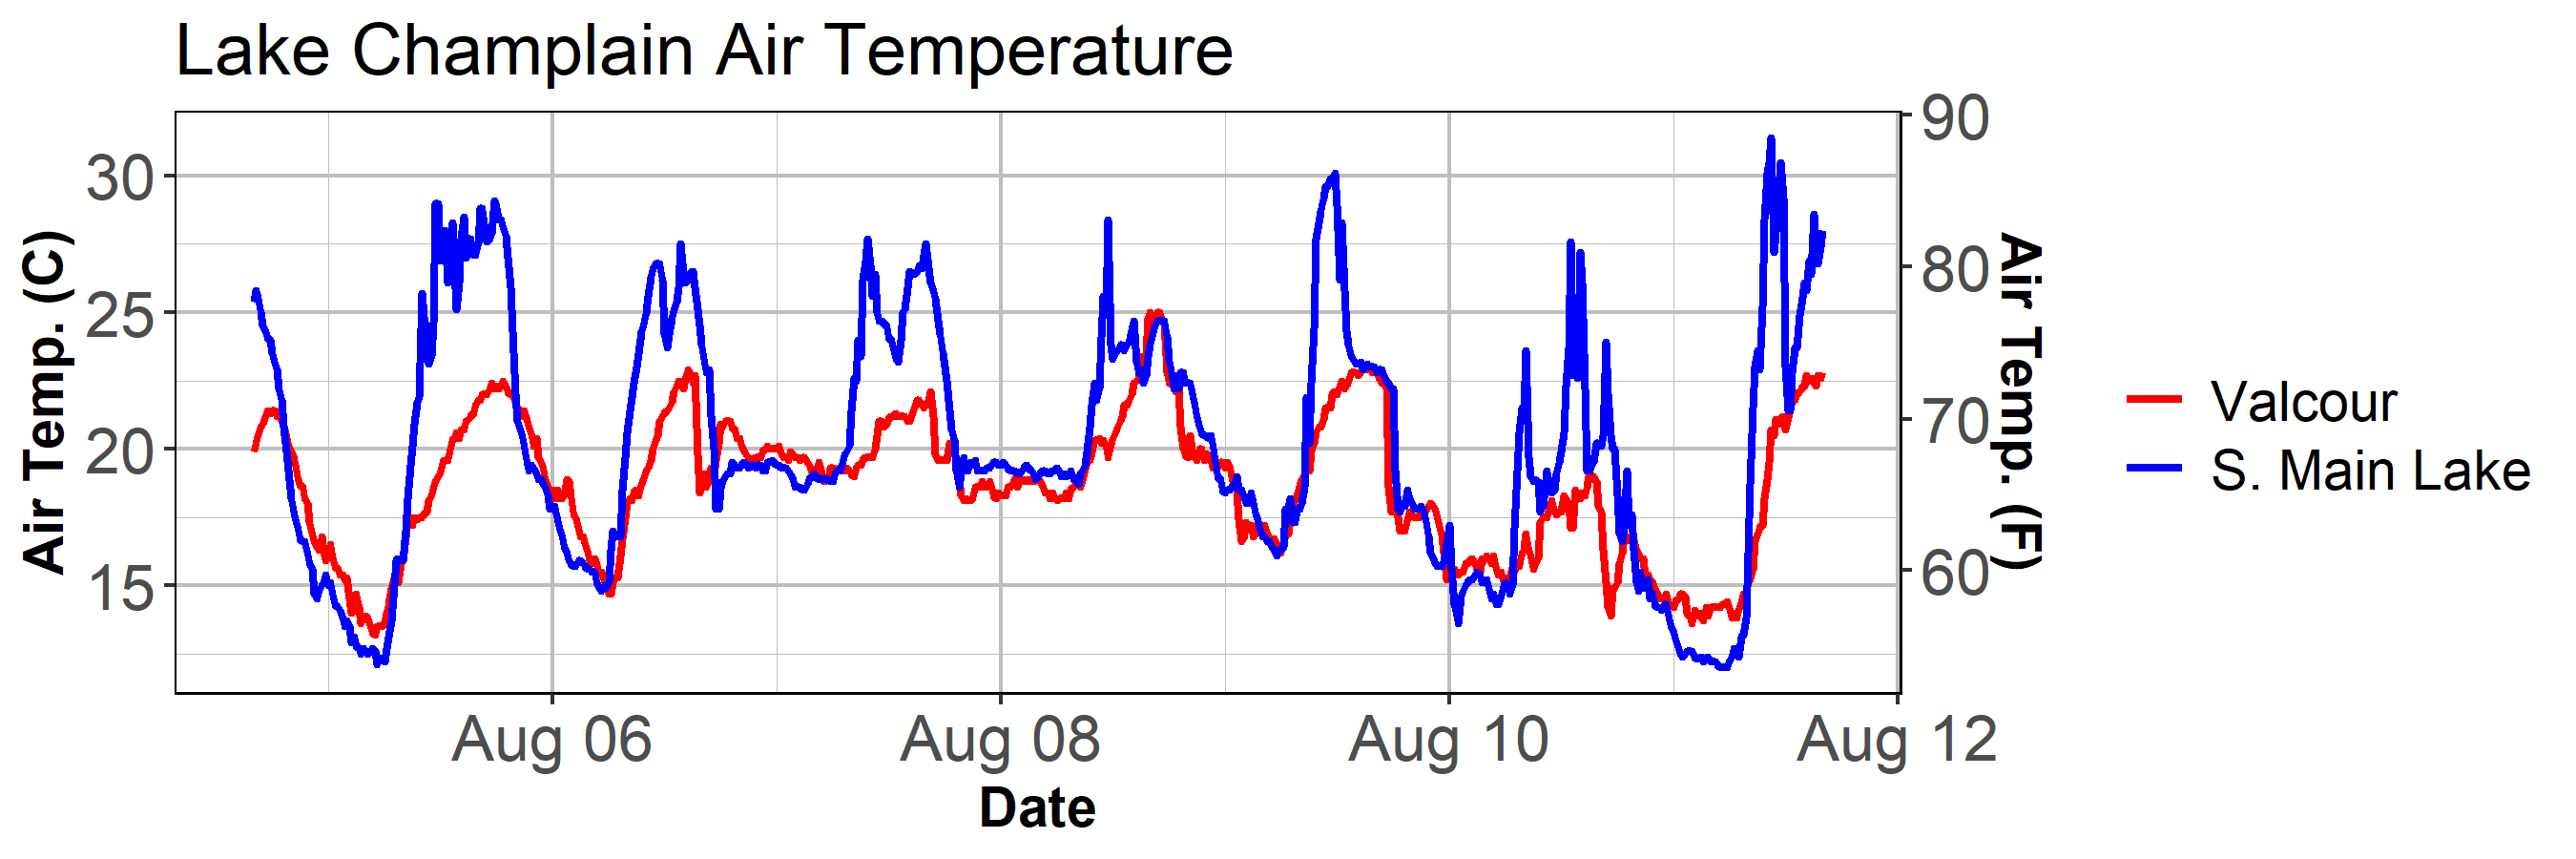 Lake Champlain Air Temperature
Air Temp. (C)
30
25
20
15
90
80
70
60
Air Temp. (F)
Aug 06
Aug 08
Aug 10
Aug 12
Date
Valcour
S. Main Lake